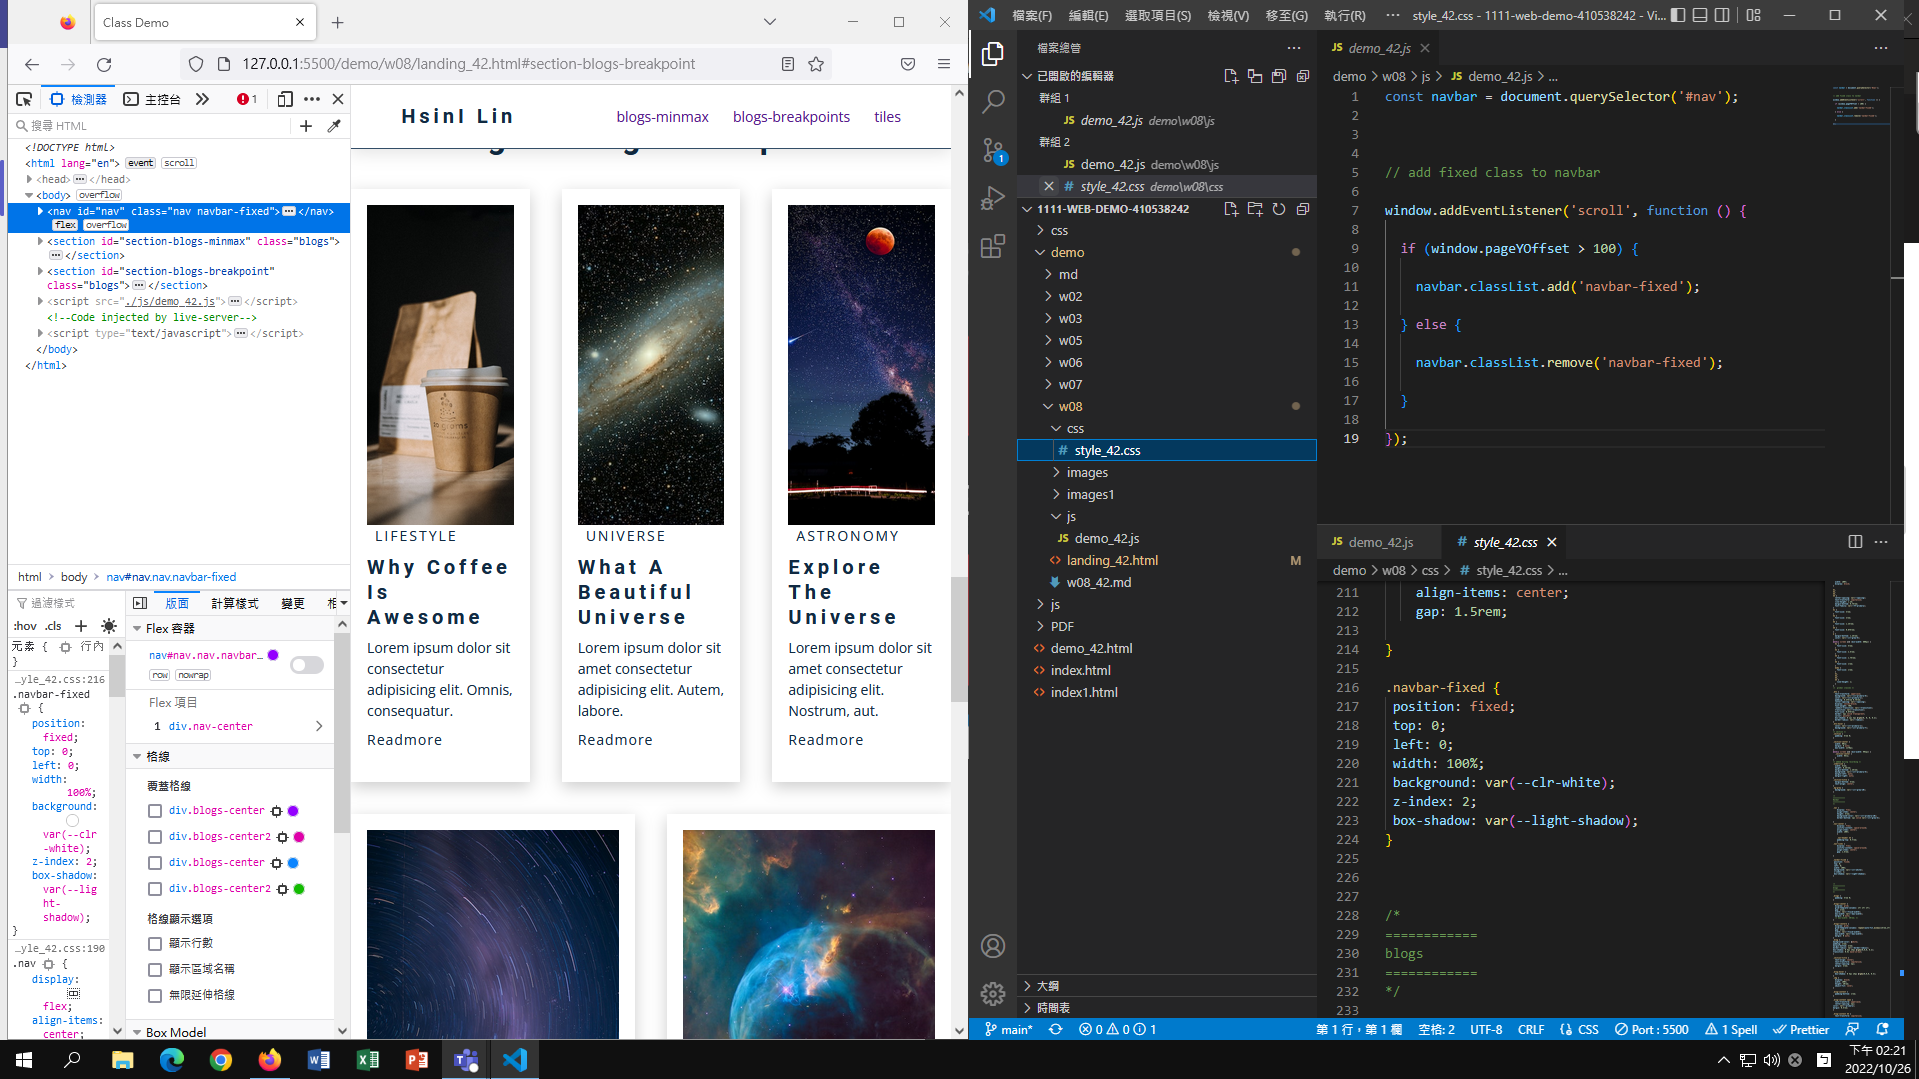 Class Demo
127.0.0.1:5500/demo/w08/landing_42.html#section-blogs-breakpoint
檢測器
主控台
1
搜尋 HTML
<!DOCTYPE html>
<html lang="en"> event scroll
<head> </head>
<body> overflow
<nav id="nav" class="nav navbar-fixed"> </nav>
flex overflow
<section id="section-blogs-minmax" class="blogs">
</section>
<section id="section-blogs-breakpoint"
class="blogs"> </section>
<script src="./js/demo_42.js"> </script>
<!--Code injected by live-server-->
<script type="text/javascript"> </script>
</body>
</html>
html > body > nav#nav.nav.navbar-fixed
過濾樣式
版面
計算樣式
變更
:hov .cls
元素 { 行內
}
…yle_42.css:216
.navbar-fixed
{
position:
fixed;
top: 0;
left: 0;
width:
100%;
background:
var(--clr
-white);
z-index: 2;
box-shadow:
var(--lig
ht-
shadow);
}
…yle_42.css:190
.nav {
display:
flex;
align-items:
center;
Flex 容器
nav#nav.nav.navbar…
row nowrap
Flex 項目
1 div.nav-center
格線
覆蓋格線
div.blogs-center
div.blogs-center2
div.blogs-center
div.blogs-center2
格線顯示選項
顯示行數
顯示區域名稱
無限延伸格線
Box Model
HsinI Lin
blogs-minmax
blogs-breakpoints
tiles
LIFESTYLE
Why Coffee
Is
Awesome
Lorem ipsum dolor sit
consectetur
adipisicing elit. Omnis,
consequatur.
Readmore
UNIVERSE
What A
Beautiful
Universe
Lorem ipsum dolor sit
amet consectetur
adipisicing elit. Autem,
labore.
Readmore
ASTRONOMY
Explore
The
Universe
Lorem ipsum dolor sit
amet consectetur
adipisicing elit.
Nostrum, aut.
Readmore
檔案(F) 編輯(E) 選取項目(S) 檢視(V) 移至(G) 執行(R) ··· style_42.css - 1111-web-demo-410538242 - Vi...
檔案總管
已開啟的編輯器
群組 1
JS demo_42.js demo\w08\js
群組 2
JS demo_42.js demo\w08\js
# style_42.css demo\w08\css
1111-WEB-DEMO-410538242
css
demo
md
w02
w03
w05
w06
w07
w08
css
# style_42.css
images
images1
js
JS demo_42.js
<> landing_42.html M
w08_42.md
js
PDF
<> demo_42.html
<> index.html
<> index1.html
大綱
時間表
JS demo_42.js
demo > w08 > js > JS demo_42.js > ...
1 const navbar = document.querySelector('#nav');
2
3
4
5 // add fixed class to navbar
6
7 window.addEventListener('scroll', function () {
8
9 if (window.pageYOffset > 100) {
10
11 navbar.classList.add('navbar-fixed');
12
13 } else {
14
15 navbar.classList.remove('navbar-fixed');
16
17 }
18
19 });
JS demo_42.js
# style_42.css
demo > w08 > css > # style_42.css > ...
211 align-items: center;
212 gap: 1.5rem;
213
214 }
215
216 .navbar-fixed {
217 position: fixed;
218 top: 0;
219 left: 0;
220 width: 100%;
221 background: var(--clr-white);
222 z-index: 2;
223 box-shadow: var(--light-shadow);
224 }
225
226
227
228 /*
229 ============
230 blogs
231 ============
232 */
233
main* 0 0 1 第 1 行，第 1 欄 空格: 2 UTF-8 CRLF CSS Port : 5500 1 Spell Prettier
下午 02:21
2022/10/26